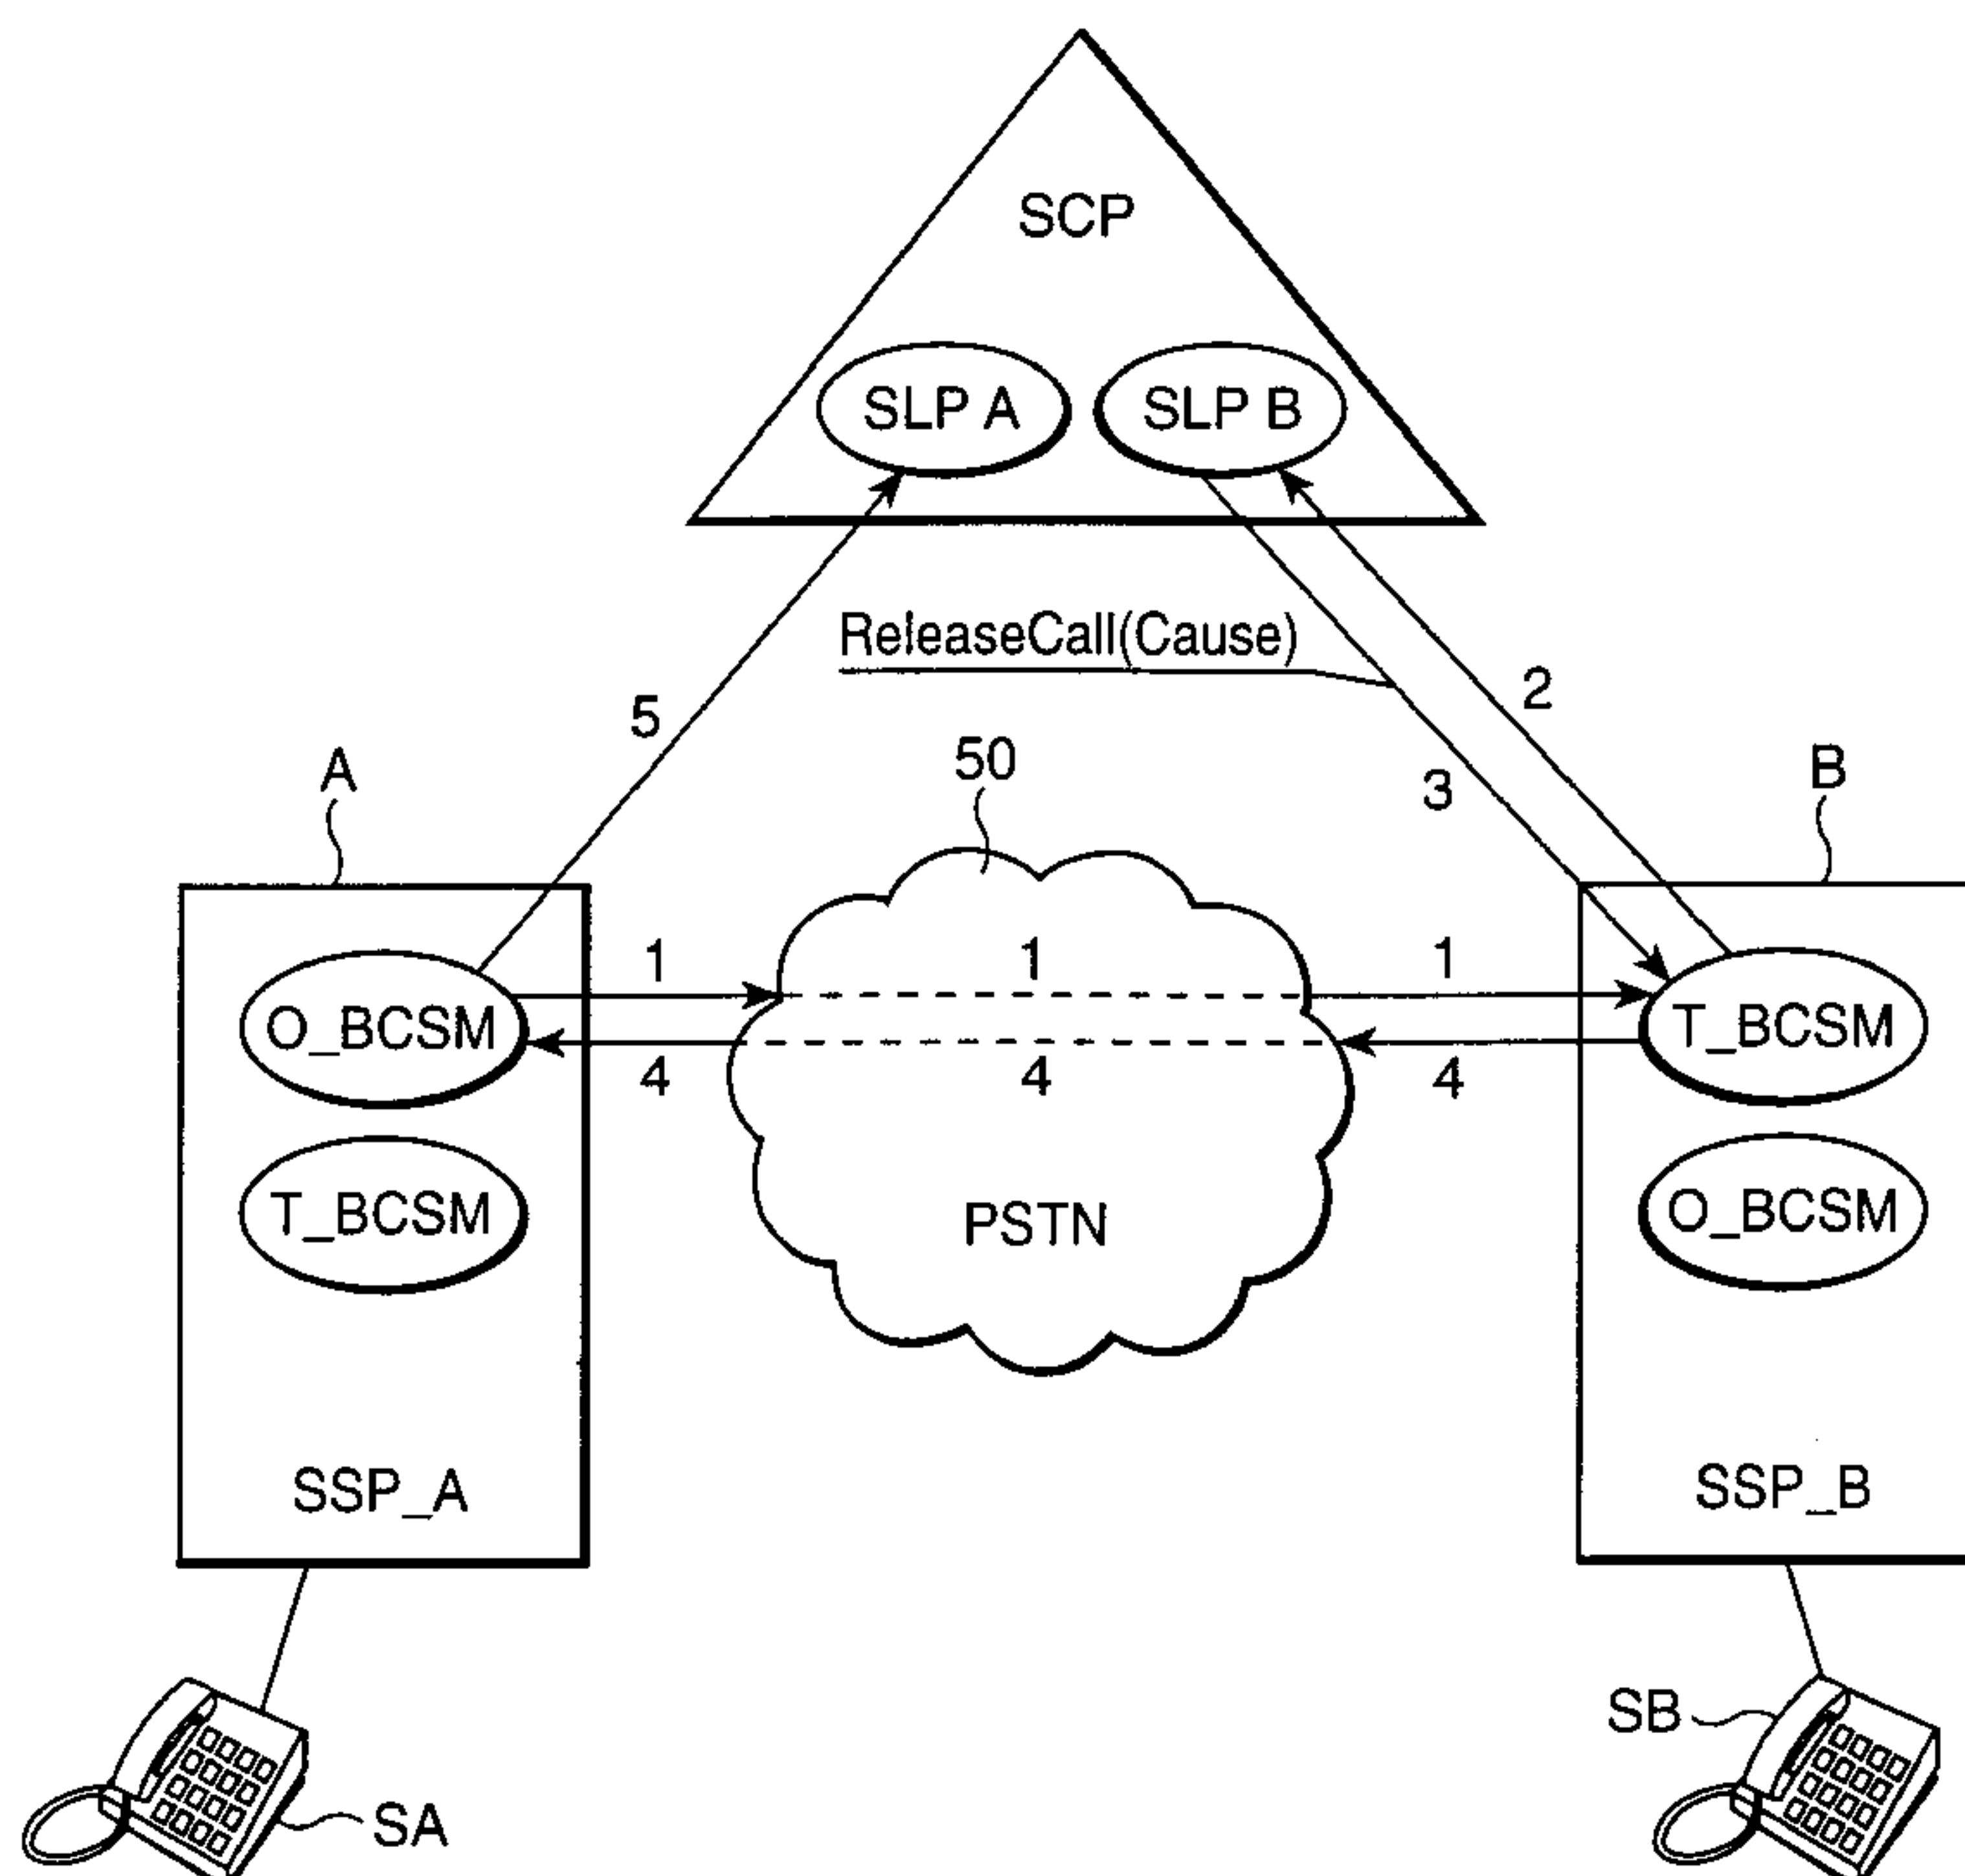 SCP
SLP A
SLP B
ReleaseCall(Cause)
2
5
3
A
50
B
1
1
1
O_BCSM
T_BCSM
4
4
4
T_BCSM
O_BCSM
PSTN
SSP_A
SSP_B
SB
SA